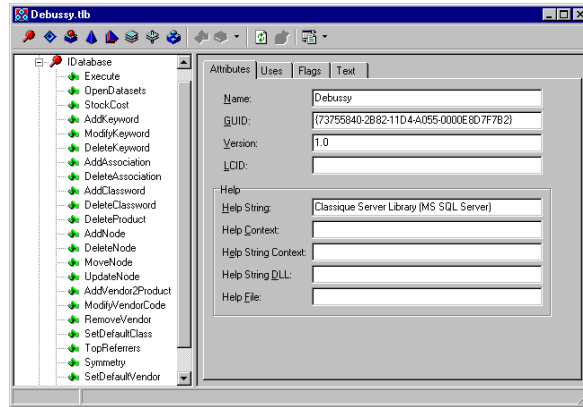 Debussy.tlb
IDatabase
Execute
OpenDatasets
StockCost
AddKeyword
ModifyKeyword
DeleteKeyword
AddAssociation
DeleteAssociation
AddClassword
DeleteClassword
DeleteProduct
AddNode
DeleteNode
MoveNode
UpdateNode
AddVendor2Product
ModifyVendorCode
RemoveVendor
SetDefaultClass
TopReferrers
Symmetry
SetDefaultVendor
Attributes Uses Flags Text
Name: Debussy
GUID: {73755840-2B82-11D4-A055-0000E8D7F7B2}
Version: 1.0
LCID:
Help
Help String: Classique Server Library (MS SQL Server)
Help Context:
Help String Context:
Help String DLL:
Help File: